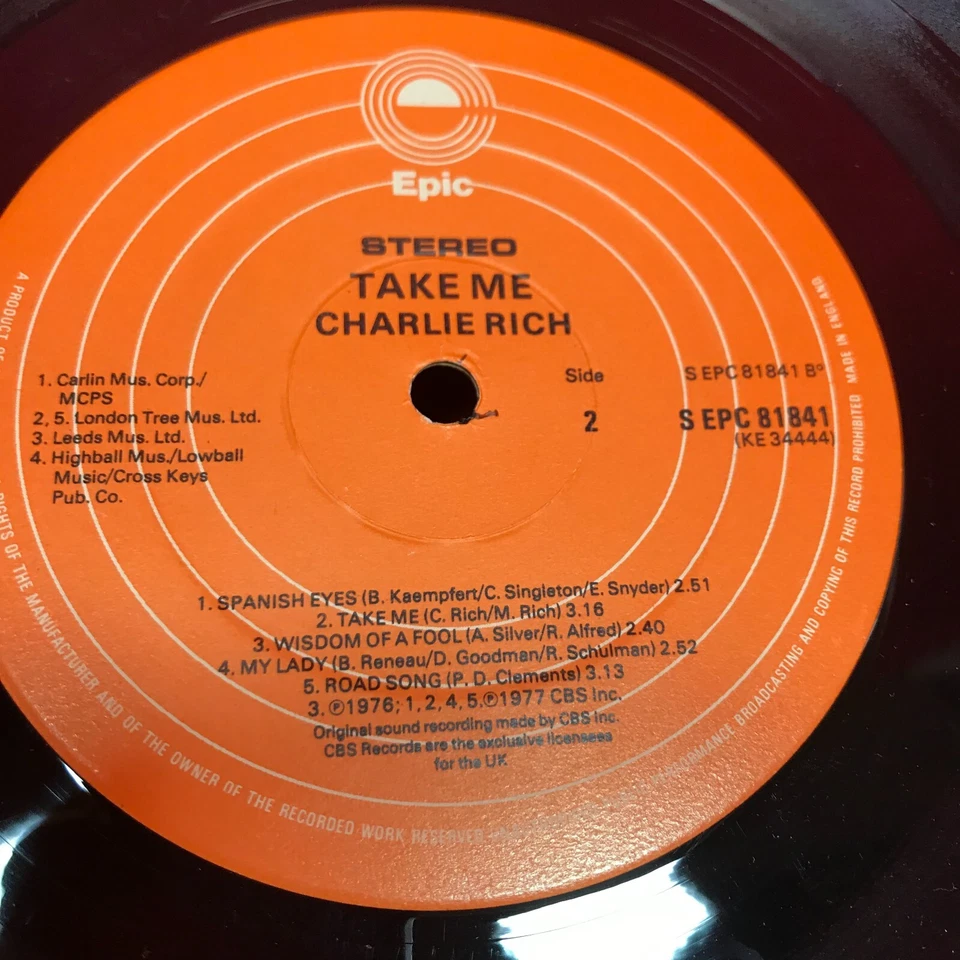 Epic
STEREO
TAKE ME
CHARLIE RICH
1. Carlin Mus. Corp./
MCPS
2, 5. London Tree Mus. Ltd.
3. Leeds Mus. Ltd.
4. Highball Mus./Lowball
Music/Cross Keys
Pub. Co.
Side
2
S EPC 81841 B°
S EPC 81841
(KE 34444)
1. SPANISH EYES (B. Kaempfert/C. Singleton/E. Snyder) 2.51
2. TAKE ME (C. Rich/M. Rich) 3.16
3. WISDOM OF A FOOL (A. Silver/R. Alfred) 2.40
4. MY LADY (B. Reneau/D. Goodman/R. Schulman) 2.52
5. ROAD SONG (P. D. Clements) 3.13
3. ℗1976; 1, 2, 4, 5.℗1977 CBS Inc.
Original sound recording made by CBS Inc.
CBS Records are the exclusive licensees
for the UK
A PRODUCT OF
RIGHTS OF THE MANUFACTURER AND OF THE OWNER OF THE RECORDED WORK RESERVED
PERFORMANCE BROADCASTING AND COPYING OF THIS RECORD PROHIBITED MADE IN ENGLAND